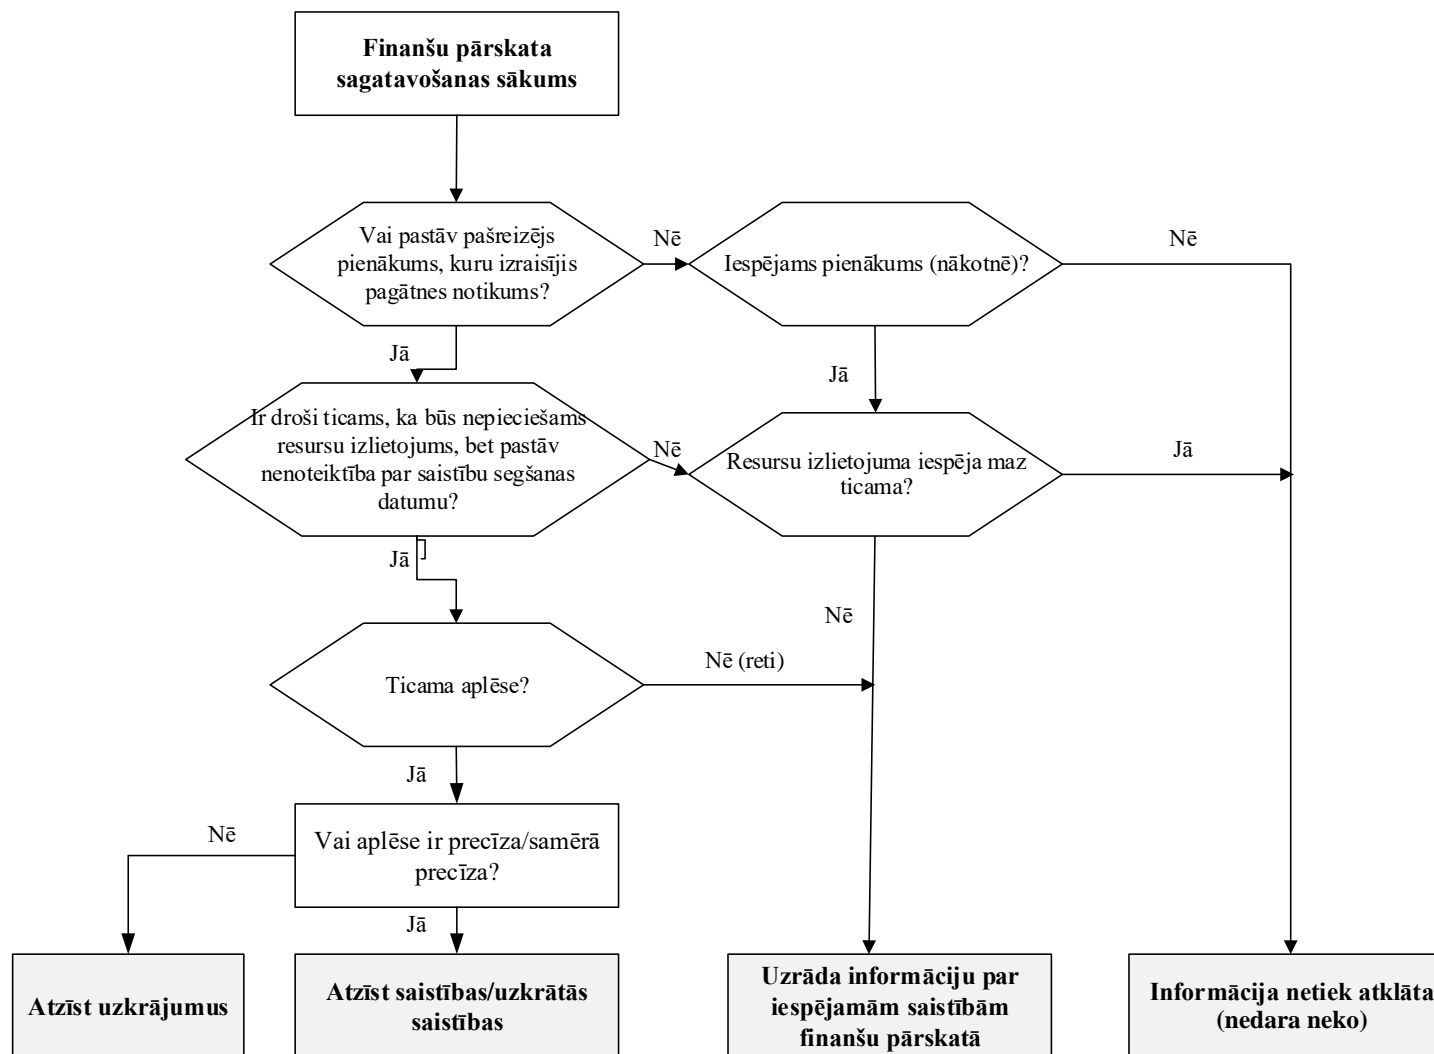 Finanšu pārskata
sagatavošanas sākums
Vai pastāv pašreizējs
pienākums, kuru izraisījis
pagātnes notikums?
Nē
Iespējams pienākums (nākotnē)?
Nē
Jā
Jā
Ir droši ticams, ka būs nepieciešams
resursu izlietojums, bet pastāv
nenoteiktība par saistību segšanas
datumu?
Nē
Resursu izlietojuma iespēja maz
ticama?
Jā
Jā
Nē
Ticama aplēse?
Nē (reti)
Jā
Vai aplēse ir precīza/samērā
precīza?
Nē
Jā
Atzīst uzkrājumus
Atzīst saistības/uzkrātās
saistības
Uzrāda informāciju par
iespējamām saistībām
finanšu pārskatā
Informācija netiek atklāta
(nedara neko)